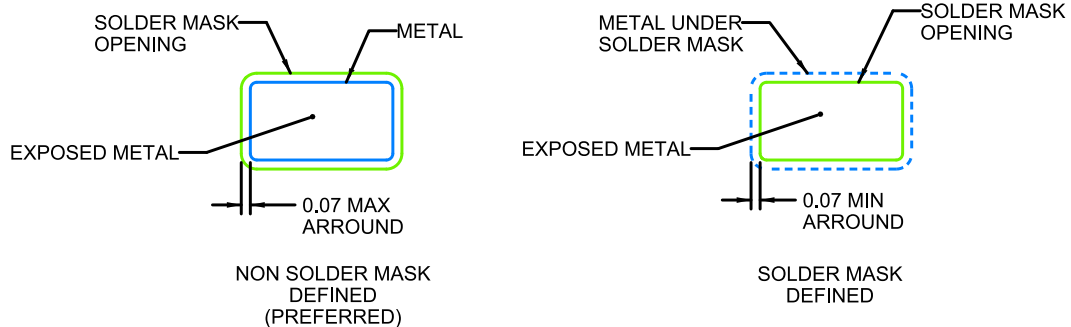 SOLDER MASK
OPENING
METAL
EXPOSED METAL
0.07 MAX
ARROUND
NON SOLDER MASK
DEFINED
(PREFERRED)
METAL UNDER
SOLDER MASK
SOLDER MASK
OPENING
EXPOSED METAL
0.07 MIN
ARROUND
SOLDER MASK
DEFINED